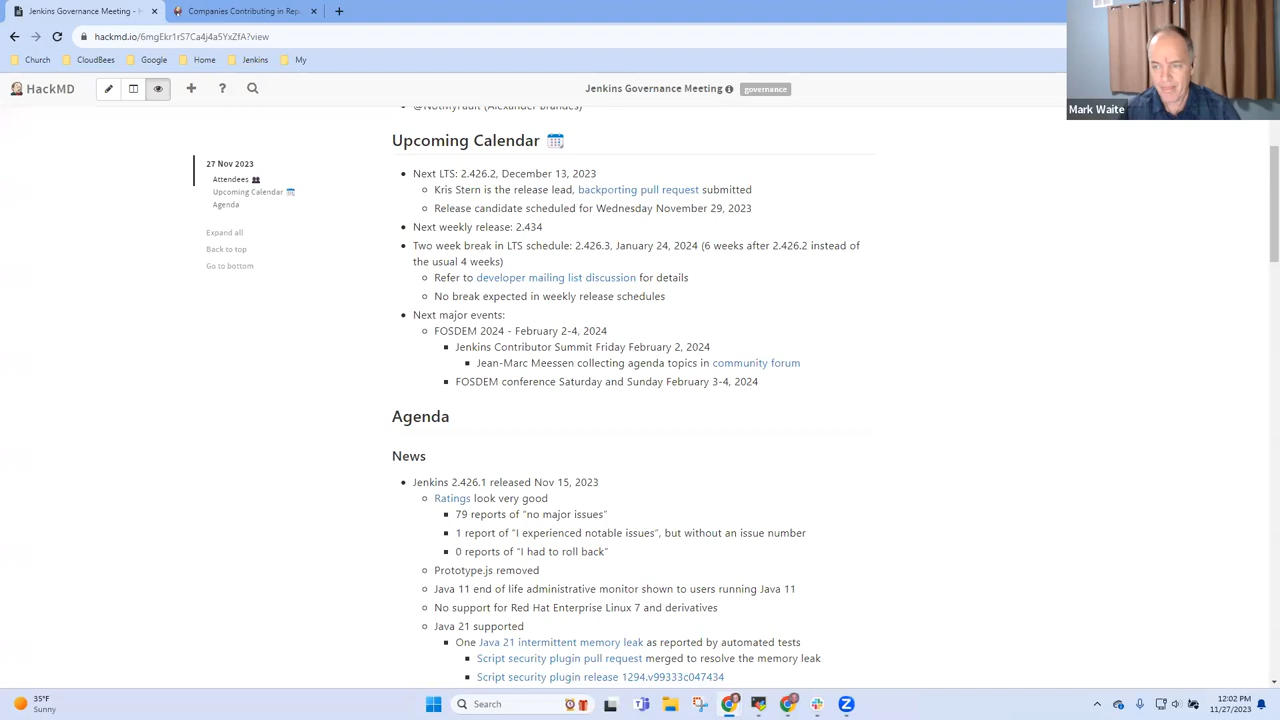 Jenkins Governance Meeting - H
Companies Contributing in Rep
hackmd.io/6mgEkr1rS7Ca4j4a5YxZfA?view
Church
CloudBees
Google
Home
Jenkins
My
HackMD
Jenkins Governance Meeting
governance
Mark Waite
@NotMyFault (Alexander Brandes)
27 Nov 2023
Attendees
Upcoming Calendar
Agenda
Expand all
Back to top
Go to bottom
Upcoming Calendar
Next LTS: 2.426.2, December 13, 2023
Kris Stern is the release lead, backporting pull request submitted
Release candidate scheduled for Wednesday November 29, 2023
Next weekly release: 2.434
Two week break in LTS schedule: 2.426.3, January 24, 2024 (6 weeks after 2.426.2 instead of
the usual 4 weeks)
Refer to developer mailing list discussion for details
No break expected in weekly release schedules
Next major events:
FOSDEM 2024 - February 2-4, 2024
Jenkins Contributor Summit Friday February 2, 2024
Jean-Marc Meessen collecting agenda topics in community forum
FOSDEM conference Saturday and Sunday February 3-4, 2024
Agenda
News
Jenkins 2.426.1 released Nov 15, 2023
Ratings look very good
79 reports of "no major issues"
1 report of "I experienced notable issues", but without an issue number
0 reports of "I had to roll back"
Prototype.js removed
Java 11 end of life administrative monitor shown to users running Java 11
No support for Red Hat Enterprise Linux 7 and derivatives
Java 21 supported
One Java 21 intermittent memory leak as reported by automated tests
Script security plugin pull request merged to resolve the memory leak
Script security plugin release 1294.v99333c047434
35°F
Sunny
Search
12:02 PM
11/27/2023